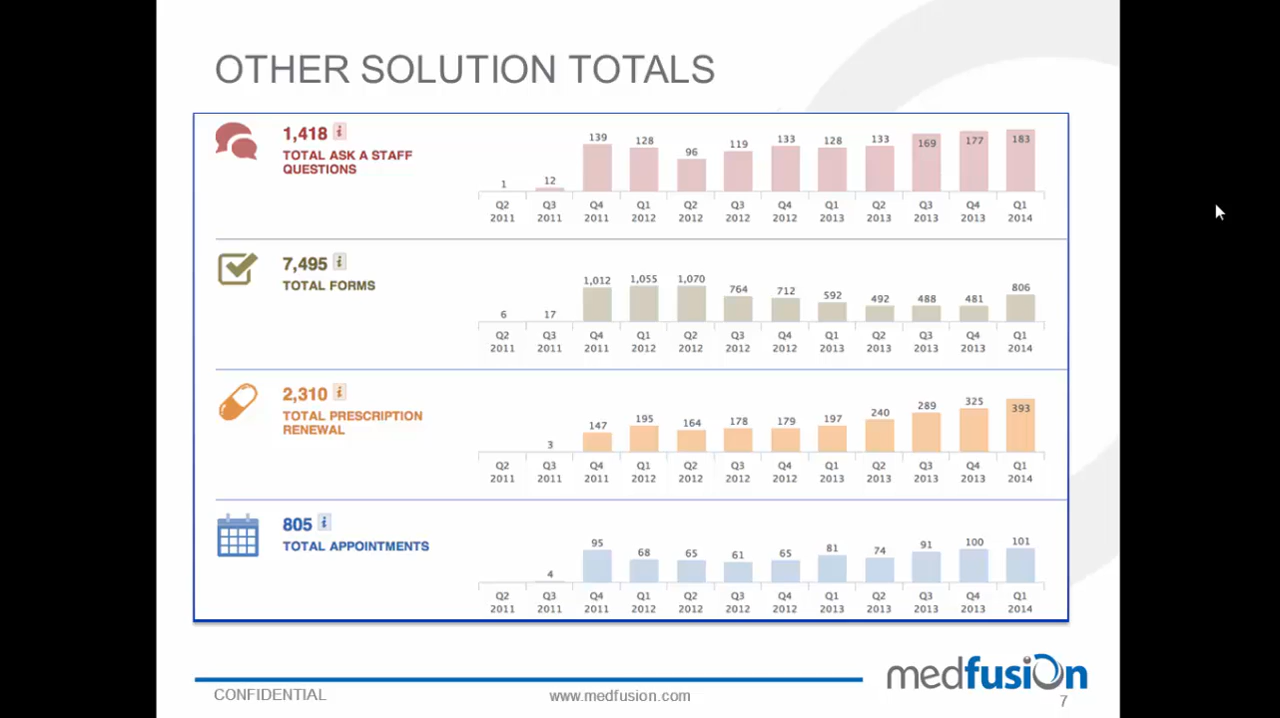 OTHER SOLUTION TOTALS
1,418 i
TOTAL ASK A STAFF
QUESTIONS
1 12 139 128 96 119 133 128 133 169 177 183
Q2 Q3 Q4 Q1 Q2 Q3 Q4 Q1 Q2 Q3 Q4 Q1
2011 2011 2011 2012 2012 2012 2012 2013 2013 2013 2013 2014
7,495 i
TOTAL FORMS
6 17 1,012 1,055 1,070 764 712 592 492 488 481 806
Q2 Q3 Q4 Q1 Q2 Q3 Q4 Q1 Q2 Q3 Q4 Q1
2011 2011 2011 2012 2012 2012 2012 2013 2013 2013 2013 2014
2,310 i
TOTAL PRESCRIPTION
RENEWAL
3 147 195 164 178 179 197 240 289 325 393
Q2 Q3 Q4 Q1 Q2 Q3 Q4 Q1 Q2 Q3 Q4 Q1
2011 2011 2011 2012 2012 2012 2012 2013 2013 2013 2013 2014
805 i
TOTAL APPOINTMENTS
4 95 68 65 61 65 81 74 91 100 101
Q2 Q3 Q4 Q1 Q2 Q3 Q4 Q1 Q2 Q3 Q4 Q1
2011 2011 2011 2012 2012 2012 2012 2013 2013 2013 2013 2014
CONFIDENTIAL
www.medfusion.com
medfusion
7